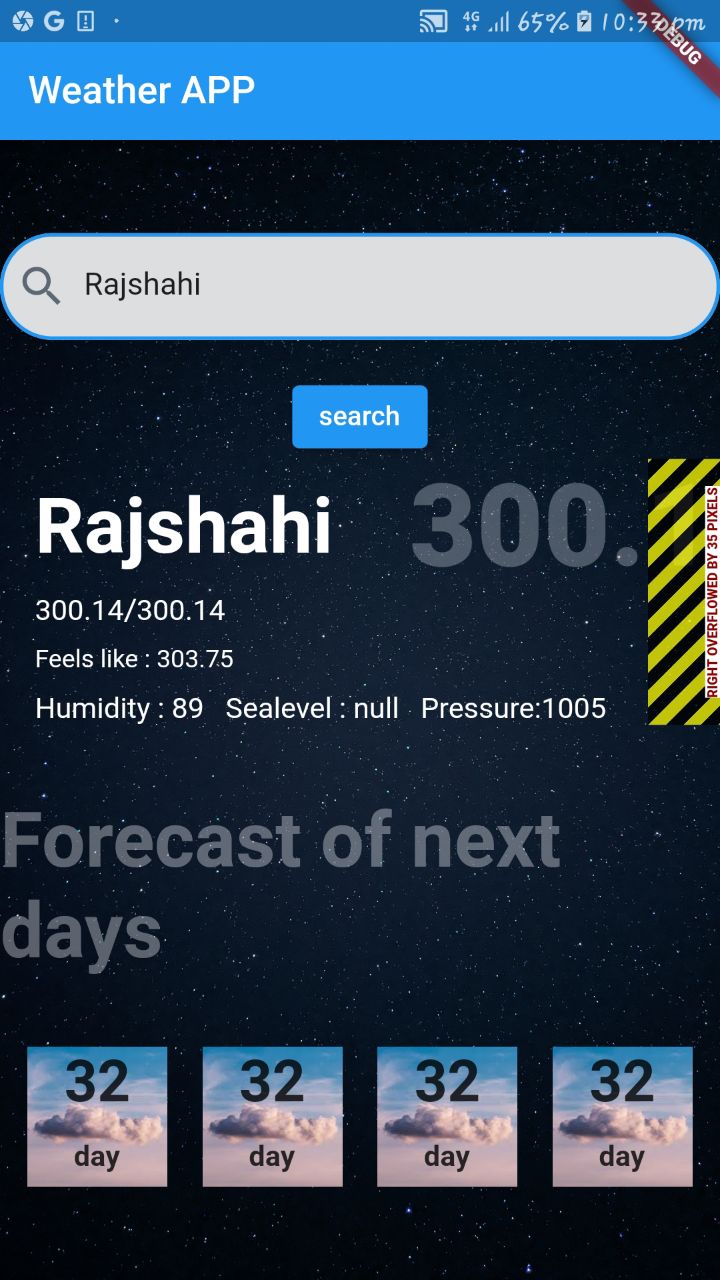 4G 65% 10:33pm
DEBUG
Weather APP
Rajshahi
search
Rajshahi 300.1
RIGHT OVERFLOWED BY 35 PIXELS
300.14/300.14
Feels like : 303.75
Humidity : 89 Sealevel : null Pressure:1005
Forecast of next
days
32 32 32 32
day day day day